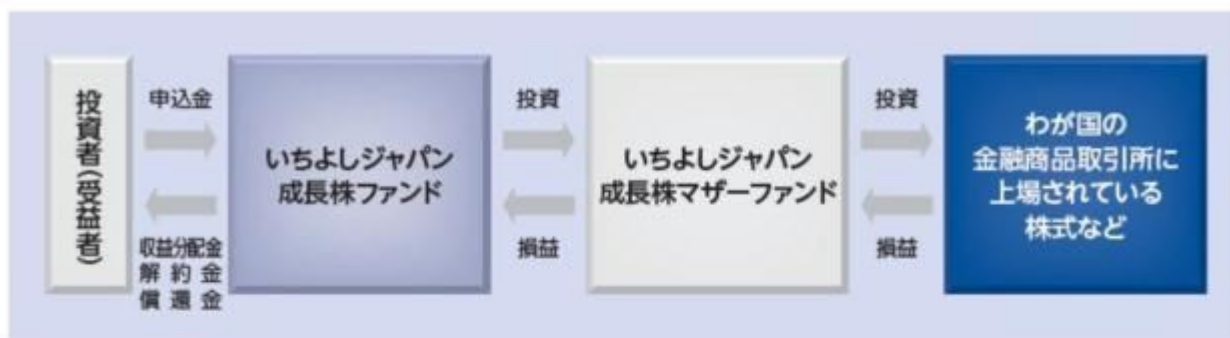 投資者（受益者）
申込金
収益分配金
解約金
償還金
いちよしジャパン
成長株ファンド
投資
損益
いちよしジャパン
成長株マザーファンド
投資
損益
わが国の
金融商品取引所に
上場されている
株式など